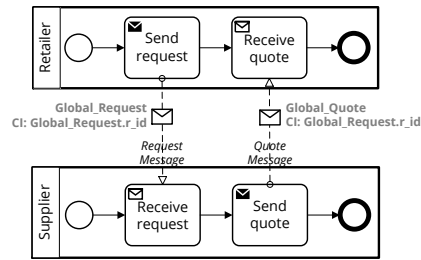 Retailer
Send
request
Receive
quote
Global_Request
CI: Global_Request.r_id
Global_Quote
CI: Global_Request.r_id
Request
Message
Quote
Message
Supplier
Receive
request
Send
quote